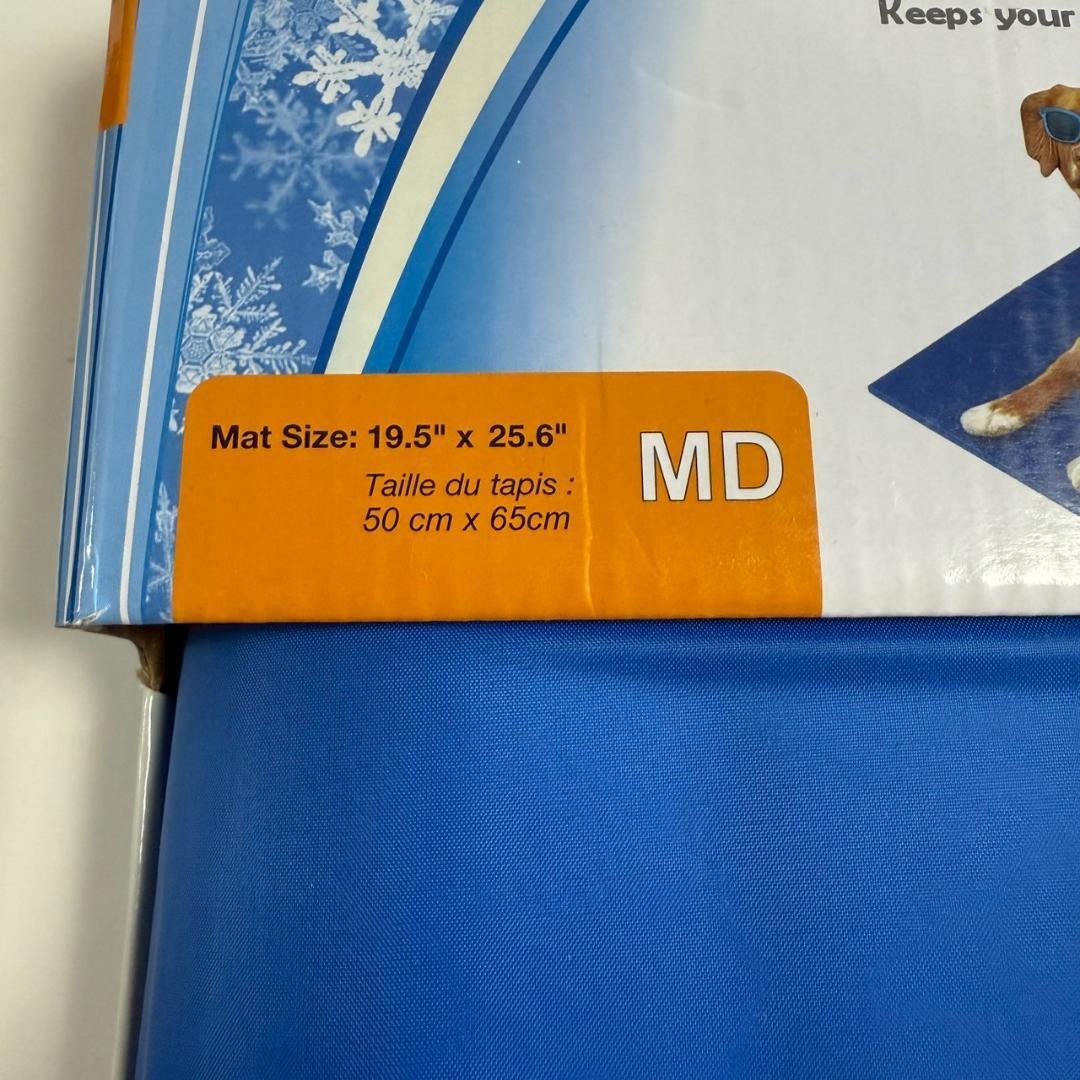 Keeps your
Mat Size: 19.5" x 25.6"
MD
Taille du tapis :
50 cm x 65cm